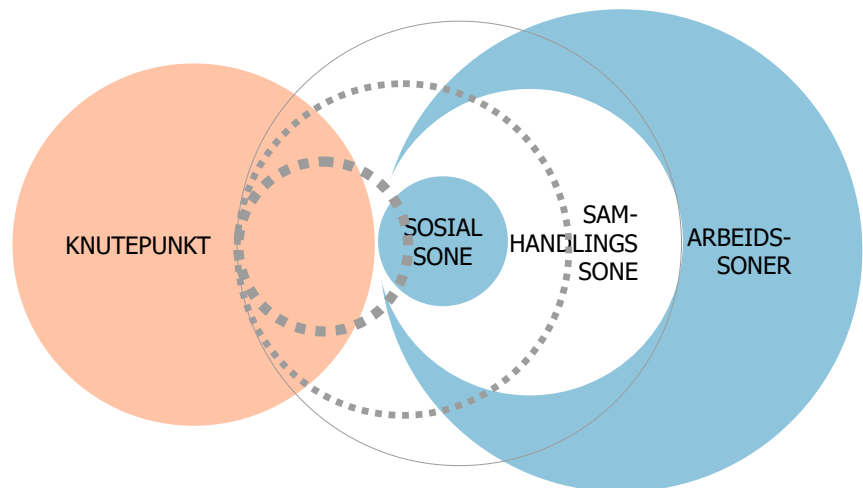 KNUTEPUNKT
SOSIAL
SONE
SAM-
HANDLINGS
SONE
ARBEIDS-
SONER